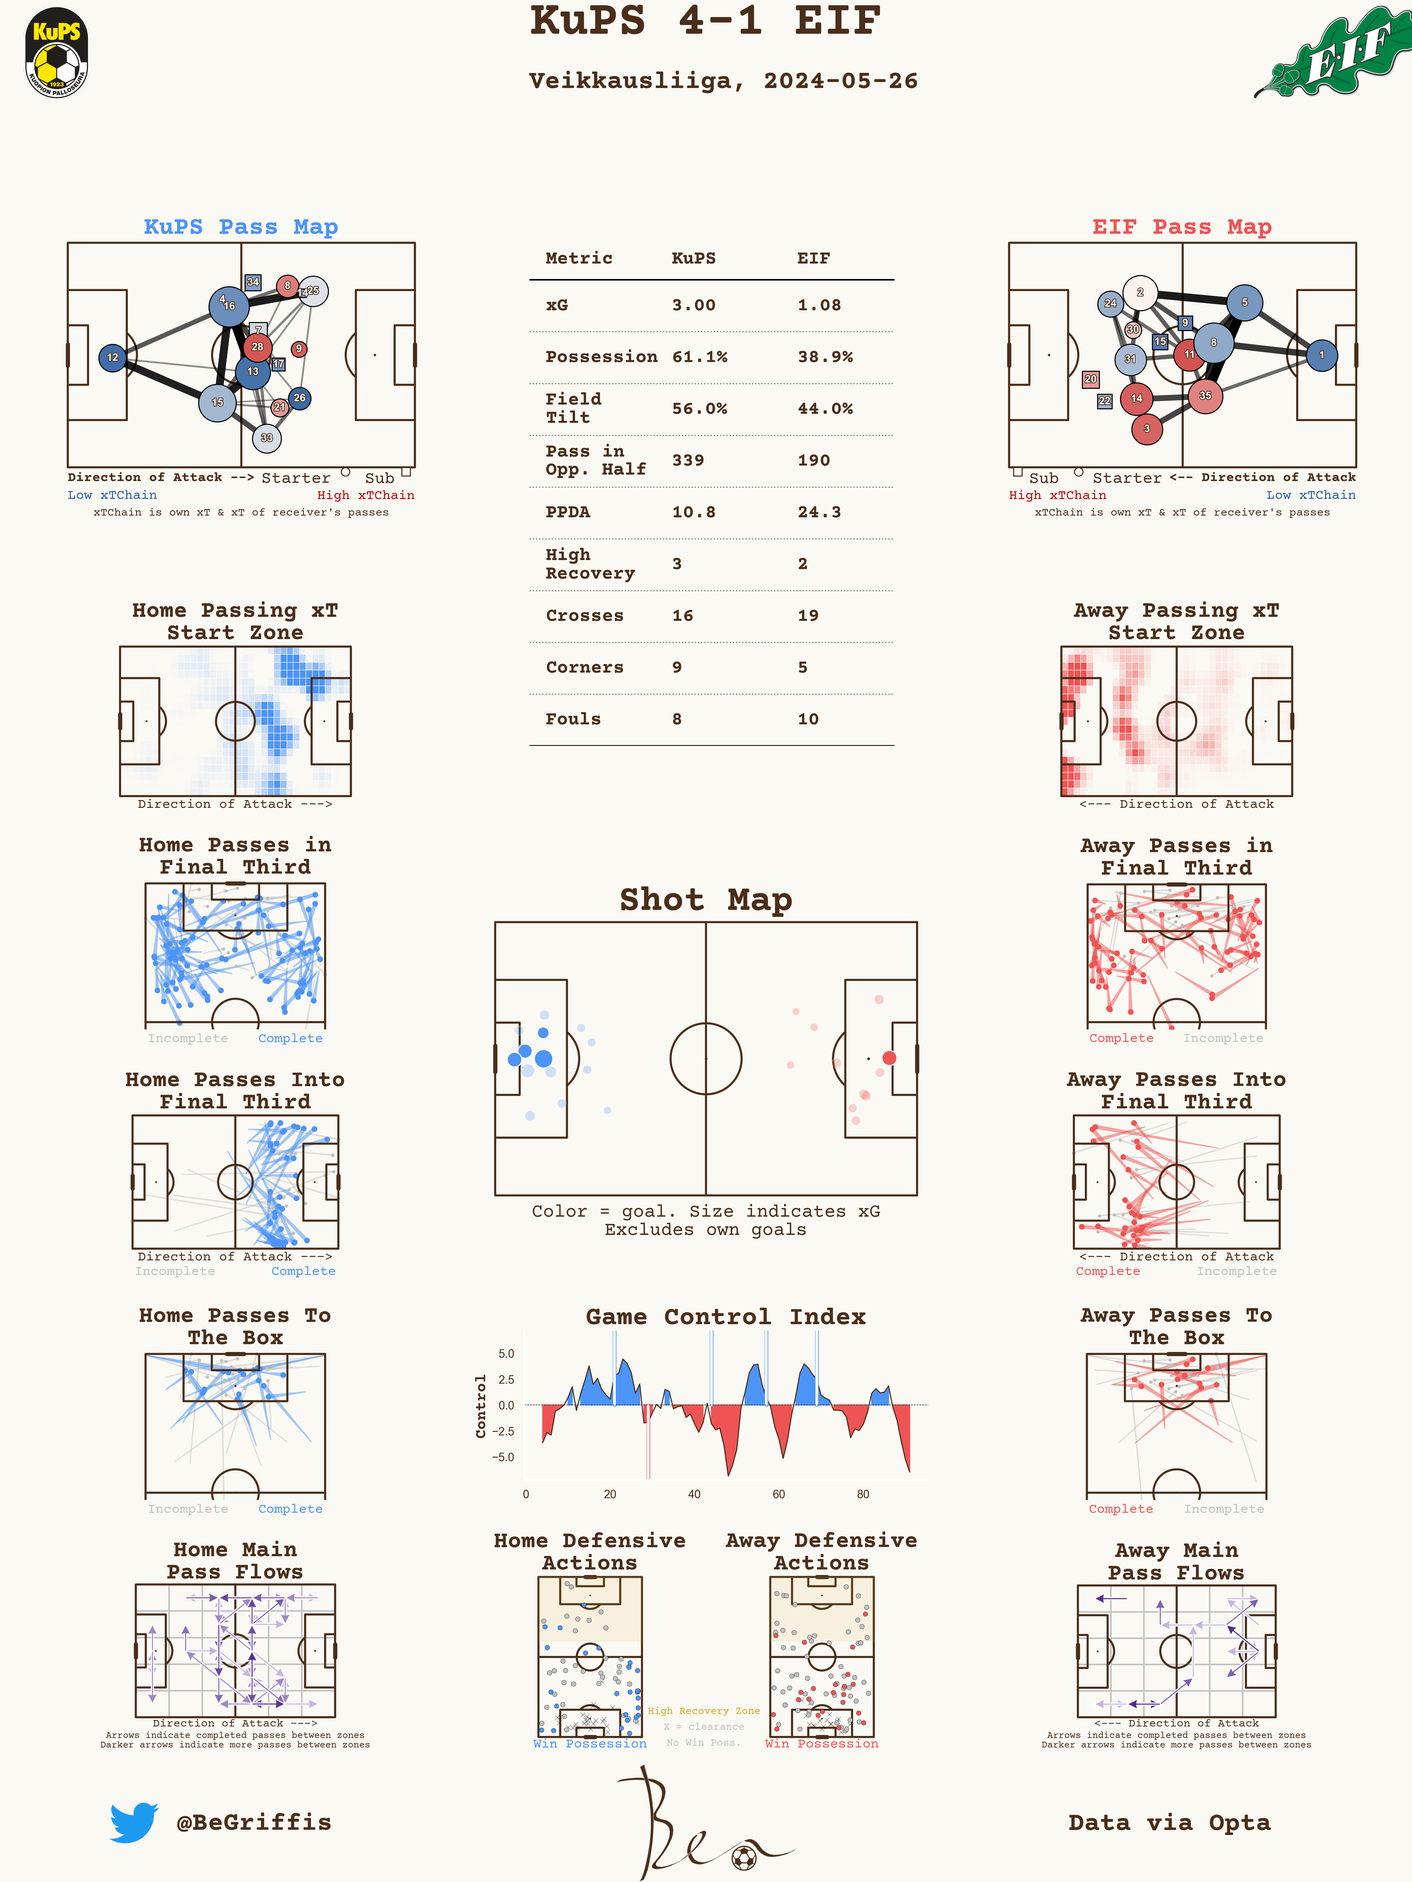 KuPS 4-1 EIF
Veikkausliiga, 2024-05-26
KuPS
KUOPION PALLOSEURA
1923
E.I.F
KuPS Pass Map
34
8
25
4
16
7
28
9
12
13
17
15
21
26
33
Direction of Attack --> Starter Sub
Low xTChain High xTChain
xTChain is own xT & xT of receiver's passes
Metric KuPS EIF
xG 3.00 1.08
Possession 61.1% 38.9%
Field
Tilt 56.0% 44.0%
Pass in
Opp. Half 339 190
PPDA 10.8 24.3
High
Recovery 3 2
Crosses 16 19
Corners 9 5
Fouls 8 10
EIF Pass Map
2
24
5
30
9
15
8
31
11
1
20
22
14
35
3
Sub Starter <-- Direction of Attack
High xTChain Low xTChain
xTChain is own xT & xT of receiver's passes
Home Passing xT
Start Zone
Direction of Attack --->
Away Passing xT
Start Zone
<--- Direction of Attack
Home Passes in
Final Third
Incomplete Complete
Away Passes in
Final Third
Complete Incomplete
Shot Map
Color = goal. Size indicates xG
Excludes own goals
Home Passes Into
Final Third
Direction of Attack --->
Incomplete Complete
Away Passes Into
Final Third
<--- Direction of Attack
Complete Incomplete
Home Passes To
The Box
Incomplete Complete
Game Control Index
Control
5.0
2.5
0.0
−2.5
−5.0
0 20 40 60 80
Away Passes To
The Box
Complete Incomplete
Home Main
Pass Flows
Direction of Attack --->
Arrows indicate completed passes between zones
Darker arrows indicate more passes between zones
Home Defensive
Actions
Win Possession
Away Defensive
Actions
Win Possession
High Recovery Zone
X = clearance
No Win Poss.
Away Main
Pass Flows
<--- Direction of Attack
Arrows indicate completed passes between zones
Darker arrows indicate more passes between zones
@BeGriffis
Ben
Data via Opta